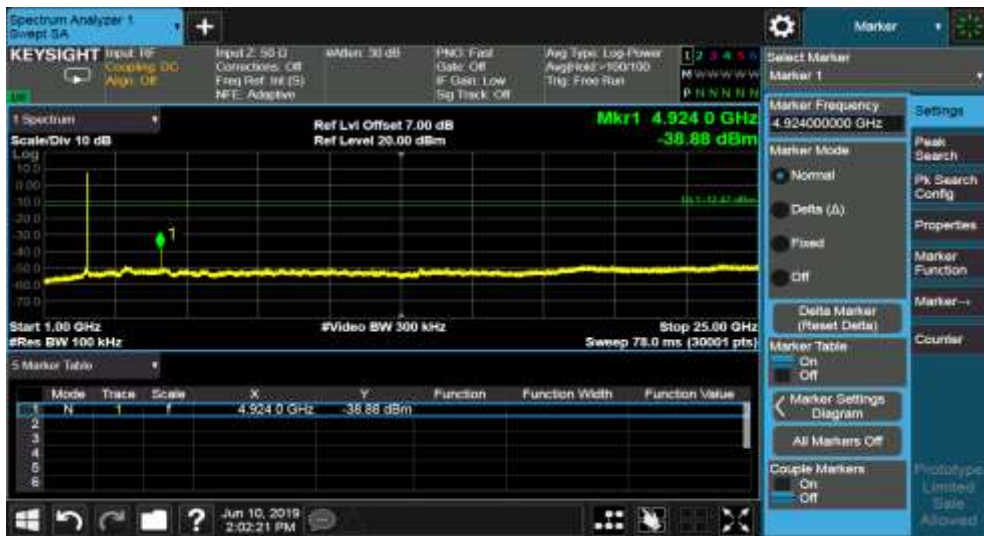 Spectrum Analyzer 1
Swept SA
+
Marker
KEYSIGHT
Input: RF
Coupling: DC
Align: Off
Input Z: 50 Ω
Corrections: Off
Freq Ref: Int (S)
NFE: Adaptive
#Atten: 30 dB
PNO: Fast
Gate: Off
IF Gain: Low
Sig Track: Off
Avg Type: Log-Power
Avg|Hold:>100/100
Trig: Free Run
1 2 3 4 5 6
M W W W W W
P N N N N N
Select Marker
Marker 1
1 Spectrum
Scale/Div 10 dB
Ref Lvl Offset 7.00 dB
Ref Level 20.00 dBm
Mkr1 4.924 0 GHz
-38.88 dBm
Log
10.0
0.00
-10.0
-20.0
-30.0
-40.0
-50.0
-60.0
-70.0
1
Start 1.00 GHz
#Res BW 100 kHz
#Video BW 300 kHz
Stop 25.00 GHz
Sweep 78.0 ms (30001 pts)
5 Marker Table
Mode Trace Scale X Y Function Function Width Function Value
1 N 1 f 4.924 0 GHz -38.88 dBm
2
3
4
5
6
Marker Frequency
4.924000000 GHz
Marker Mode
Normal
Delta (Δ)
Fixed
Off
Delta Marker
(Reset Delta)
Marker Table
On
Off
Marker Settings
Diagram
All Markers Off
Couple Markers
On
Off
Settings
Peak
Search
Pk Search
Config
Properties
Marker
Function
Marker→
Counter
Prototype
Limited
Sale
Allowed
?
Jun 10, 2019
2:02:21 PM